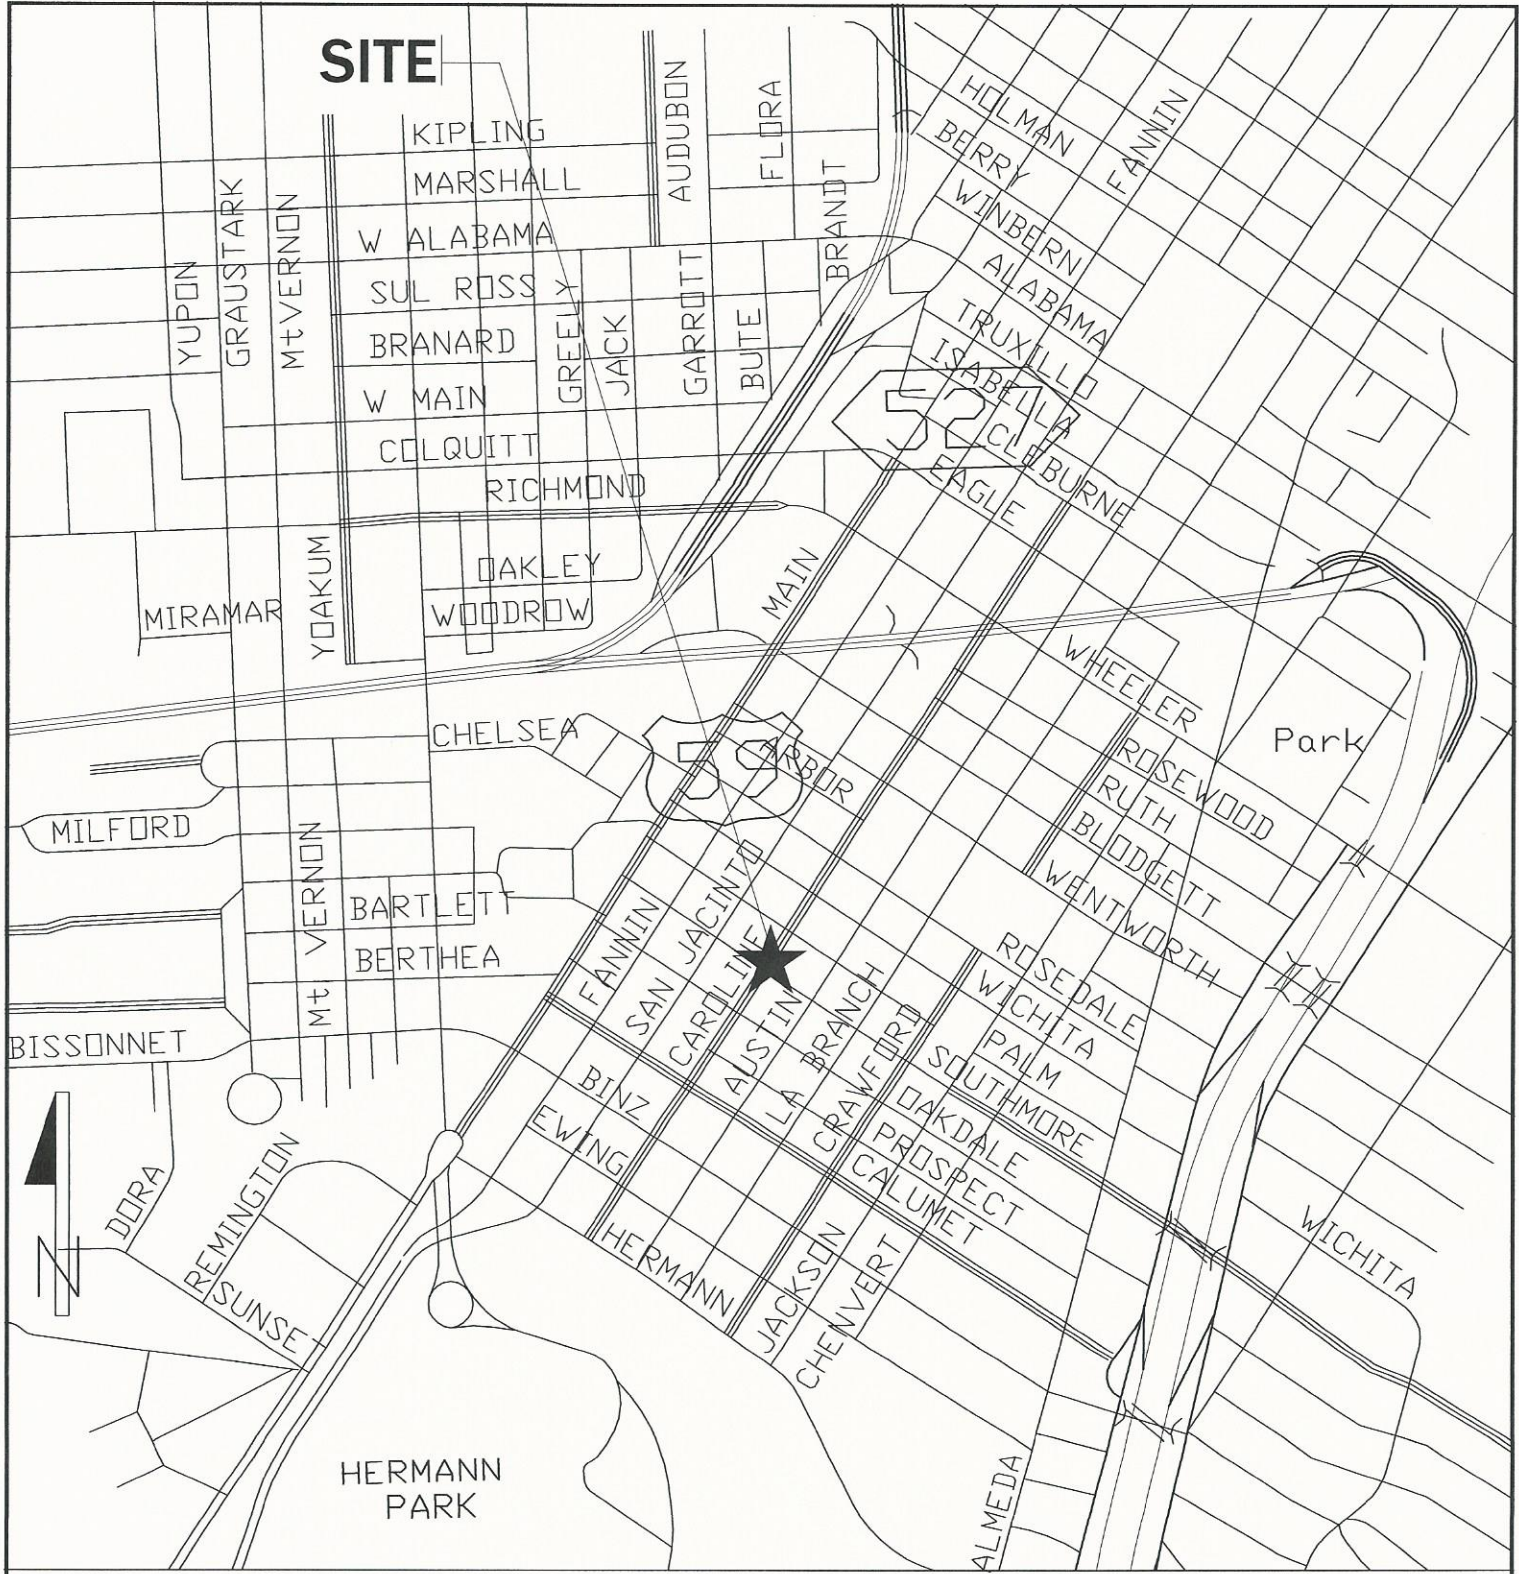 SITE
KIPLING
MARSHALL
W ALABAMA
SUL ROSS
BRANARD
W MAIN
COLQUITT
RICHMOND
OAKLEY
WOODROW
MIRAMAR
YUPON
GRAUSTARK
Mt VERNON
YOAKUM
GREELY
JACK
GARROTT
BUTE
AUDUBON
FLORA
BRANDT
HOLMAN
BERRY
WINBERN
ALABAMA
TRUXILLO
ISABELLA
CLEBURNE
EAGLE
FANNIN
527
MAIN
WHEELER
ROSEWOOD
RUTH
BLODGETT
WENTWORTH
Park
CHELSEA
59
ARBOR
MILFORD
Mt VERNON
BARTLETT
BERTHEA
BISSONNET
FANNIN
SAN JACINTO
CAROLINE
AUSTIN
LA BRANCH
CRAWFORD
ROSEDALE
WICHITA
PALM
SOUTHMORE
OAKDALE
PROSPECT
CALUMET
BINZ
EWING
HERMANN
JACKSON
CHENVERT
WICHITA
DORA
REMINGTON
SUNSE
N
HERMANN
PARK
ALMEDA